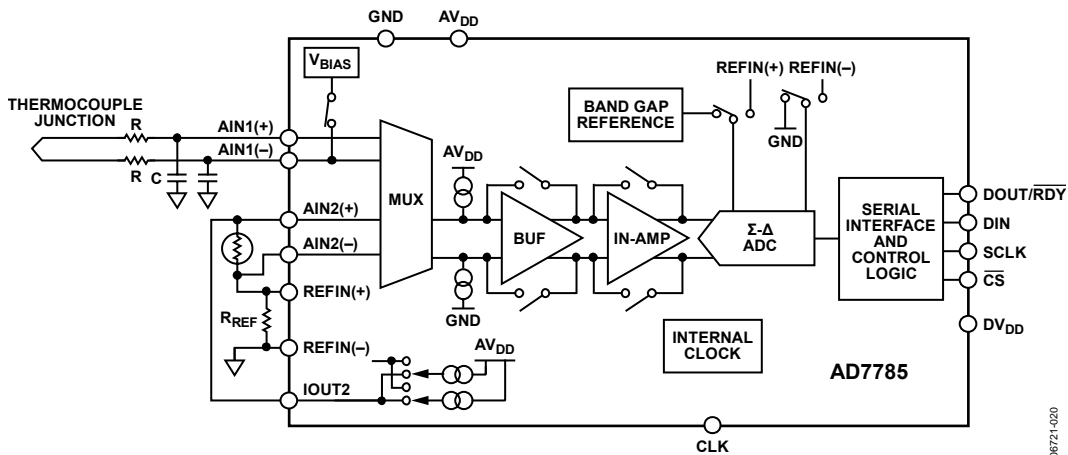 GND
AVDD
VBIAS
REFIN(+) REFIN(–)
THERMOCOUPLE
JUNCTION
R
AIN1(+)
BAND GAP
REFERENCE
GND
R
C
AIN1(–)
AVDD
MUX
AIN2(+)
BUF
IN-AMP
Σ-Δ
ADC
SERIAL
INTERFACE
AND
CONTROL
LOGIC
DOUT/RDY
DIN
SCLK
CS
AIN2(–)
REFIN(+)
GND
RREF
INTERNAL
CLOCK
DVDD
REFIN(–)
AVDD
AD7785
IOUT2
CLK
06721-020